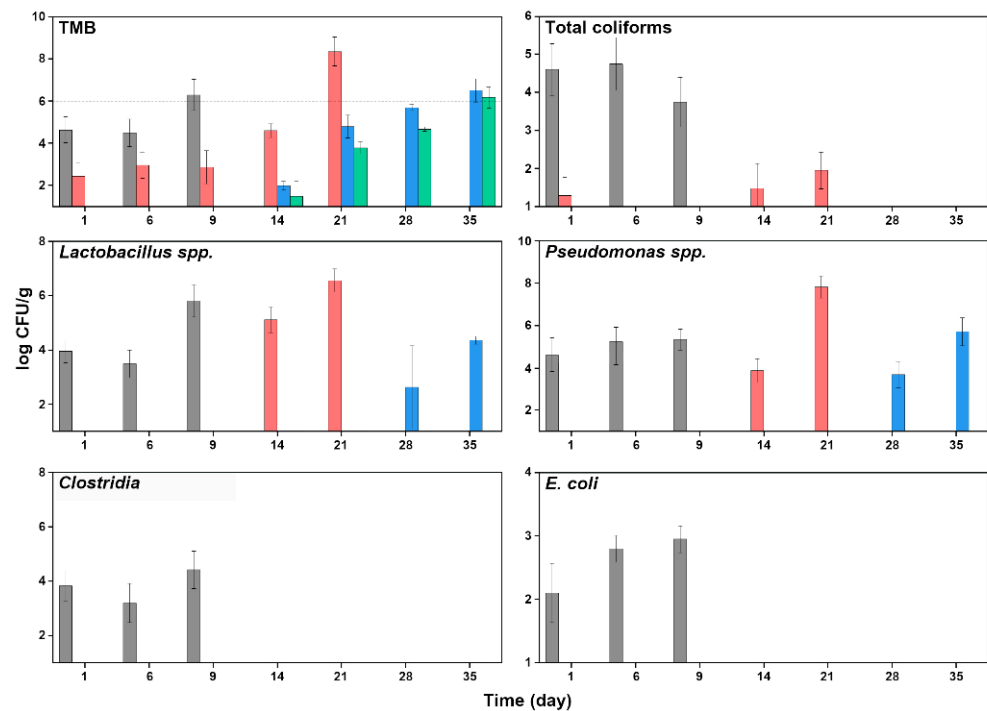 TMB
10
8
6
4
2
1 6 9 14 21 28 35
Total coliforms
6
5
4
3
2
1
1 6 9 14 21 28 35
log CFU/g
Lactobacillus spp.
8
6
4
2
1 6 9 14 21 28 35
Pseudomonas spp.
10
8
6
4
2
1 6 9 14 21 28 35
Clostridia
8
6
4
2
1 6 9 14 21 28 35
E. coli
4
3
2
1
1 6 9 14 21 28 35
Time (day)